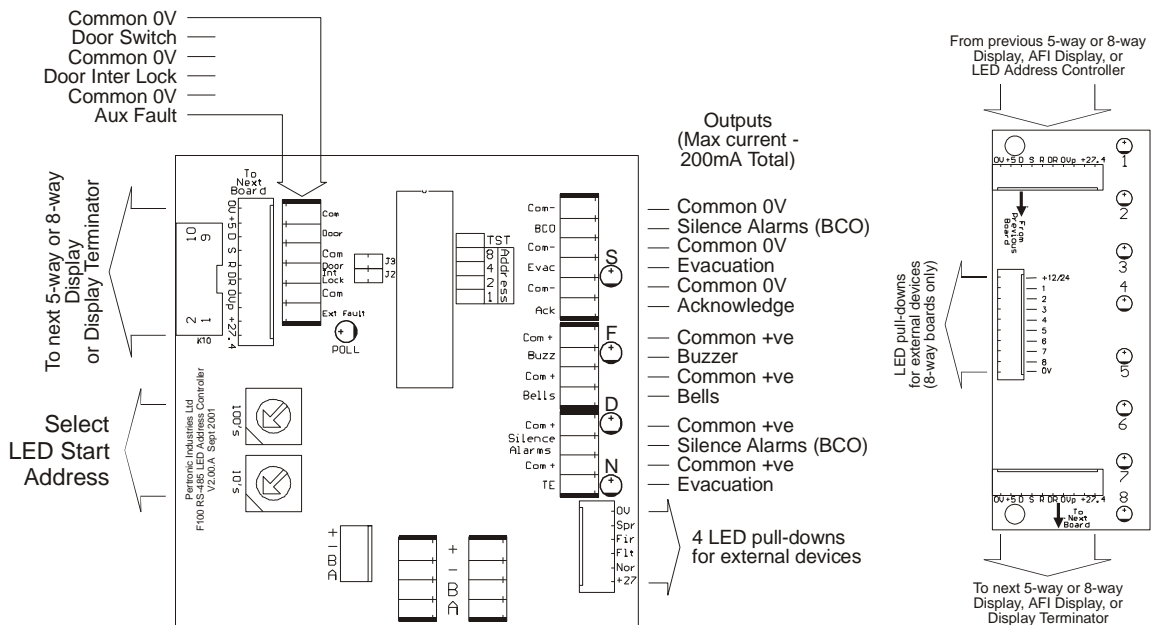 Common 0V
Door Switch
Common 0V
Door Inter Lock
Common 0V
Aux Fault
To next 5-way or 8-way
Display
or Display Terminator
Select
LED Start
Address
10
9
2
1
K10
To
Next
Board
0V +5 D S R DR 0Vp +27.4
Com
Door
Com
Door
Int
Lock
Com
Ext Fault
POLL
J3
J2
TST
8
4
2
1
Address
Pertronic Industries Ltd
F100 RS-485 LED Address Controller
V2.00.A Sept 2001
100's
10's
+
-
B
A
+
-
B
A
Com-
BCO
Com-
Evac
Com-
Ack
Com+
Buzz
Com+
Bells
Com+
Silence
Alarms
Com+
TE
S
F
D
N
0V
Spr
Fir
Flt
Nor
+27
Outputs
(Max current -
200mA Total)
Common 0V
Silence Alarms (BCO)
Common 0V
Evacuation
Common 0V
Acknowledge
Common +ve
Buzzer
Common +ve
Bells
Common +ve
Silence Alarms (BCO)
Common +ve
Evacuation
4 LED pull-downs
for external devices
From previous 5-way or 8-way
Display, AFI Display, or
LED Address Controller
0V +5 D S R DR 0Vp +27.4
From
Previous
Board
LED pull-downs
for external devices
(8-way boards only)
+12/24
1
2
3
4
5
6
7
8
0V
1
2
3
4
5
6
7
8
0V +5 D S R DR 0Vp +27.4
To
Next
Board
To next 5-way or 8-way
Display, AFI Display, or
Display Terminator